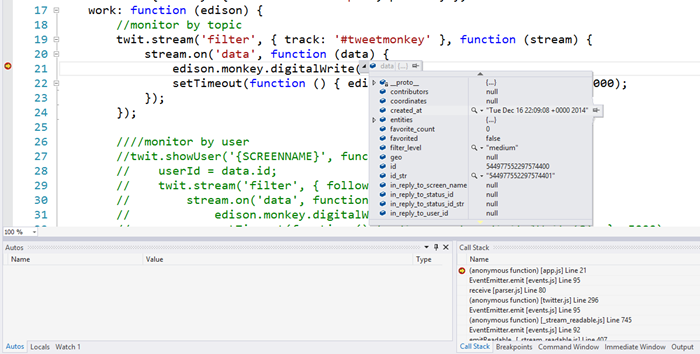 17 work: function (edison) {
18 //monitor by topic
19 twit.stream('filter', { track: '#tweetmonkey' }, function (stream) {
20 stream.on('data', function (data) {
21 edison.monkey.digitalWrite( data {...}
22 setTimeout(function () { edi 000);
23 });
24 });
__proto__ {...}
contributors null
coordinates null
created_at "Tue Dec 16 22:09:08 +0000 2014"
entities {...}
favorite_count 0
favorited false
filter_level "medium"
geo null
id 544977552297574400
id_str "544977552297574401"
in_reply_to_screen_name null
in_reply_to_status_id null
in_reply_to_status_id_str null
in_reply_to_user_id null
25
26 ////monitor by user
27 //twit.showUser('{SCREENNAME}', func
28 // userId = data.id;
29 // twit.stream('filter', { follow
30 // stream.on('data', function
31 // edison.monkey.digitalW
100 %
Autos
Name Value Type
Autos Locals Watch 1
Call Stack
Name
(anonymous function) [app.js] Line 21
EventEmitter.emit [events.js] Line 95
receive [parser.js] Line 80
(anonymous function) [twitter.js] Line 296
EventEmitter.emit [events.js] Line 95
(anonymous function) [_stream_readable.js] Line 745
EventEmitter.emit [events.js] Line 92
emitReadable_ [_stream_readable.js] Line 407
Call Stack Breakpoints Command Window Immediate Window Output